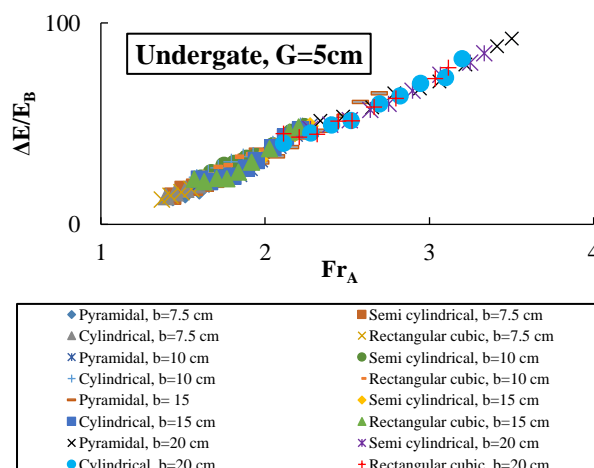 100
Undergate, G=5cm
ΔE/E_B
0
1 2 3 4
Fr_A
Pyramidal, b=7.5 cm Semi cylindrical, b=7.5 cm
Cylindrical, b=7.5 cm Rectangular cubic, b=7.5 cm
Pyramidal, b=10 cm Semi cylindrical, b=10 cm
Cylindrical, b=10 cm Rectangular cubic, b=10 cm
Pyramidal, b= 15 Semi cylindrical, b=15 cm
Cylindrical, b=15 cm Rectangular cubic, b=15 cm
Pyramidal, b=20 cm Semi cylindrical, b=20 cm
Cylindrical, b=20 cm Rectangular cubic, b=20 cm